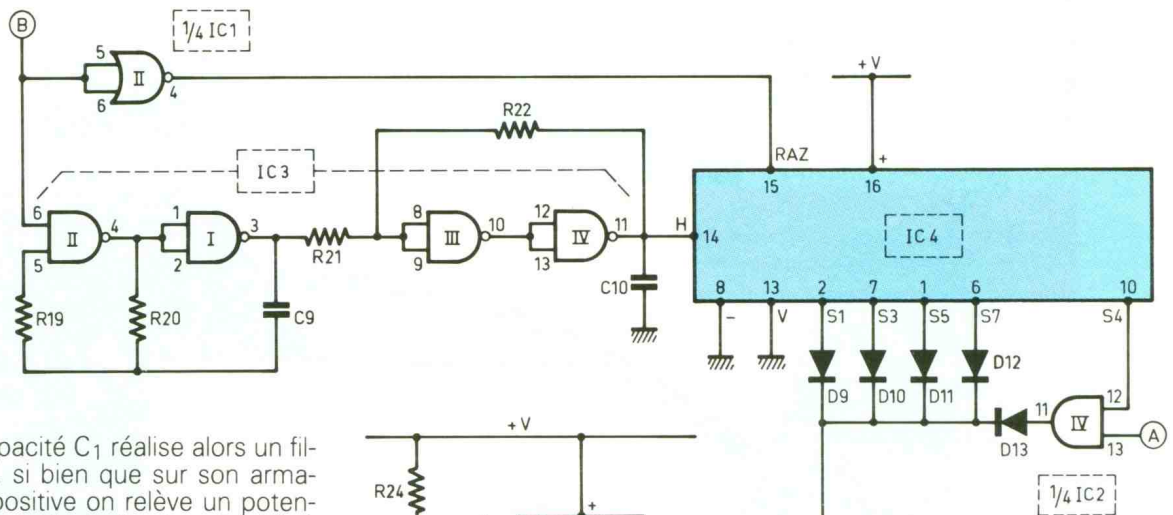 B
1/4 IC1
5
II
4
6
+V
R22
RAZ
+
15
16
IC3
6
II
4
1
I
3
8
III
10
12
IV
11
H
14
IC4
5
2
R21
9
13
C10
8
13
2
7
1
6
10
R19
R20
C9
-
V
S1
S3
S5
S7
S4
D12
D9
D10
D11
11
IV
12
13
A
D13
1/4 IC2
pacité C1 réalise alors un fil-
si bien que sur son arma-
positive on relève un poten-
+V
R24
+